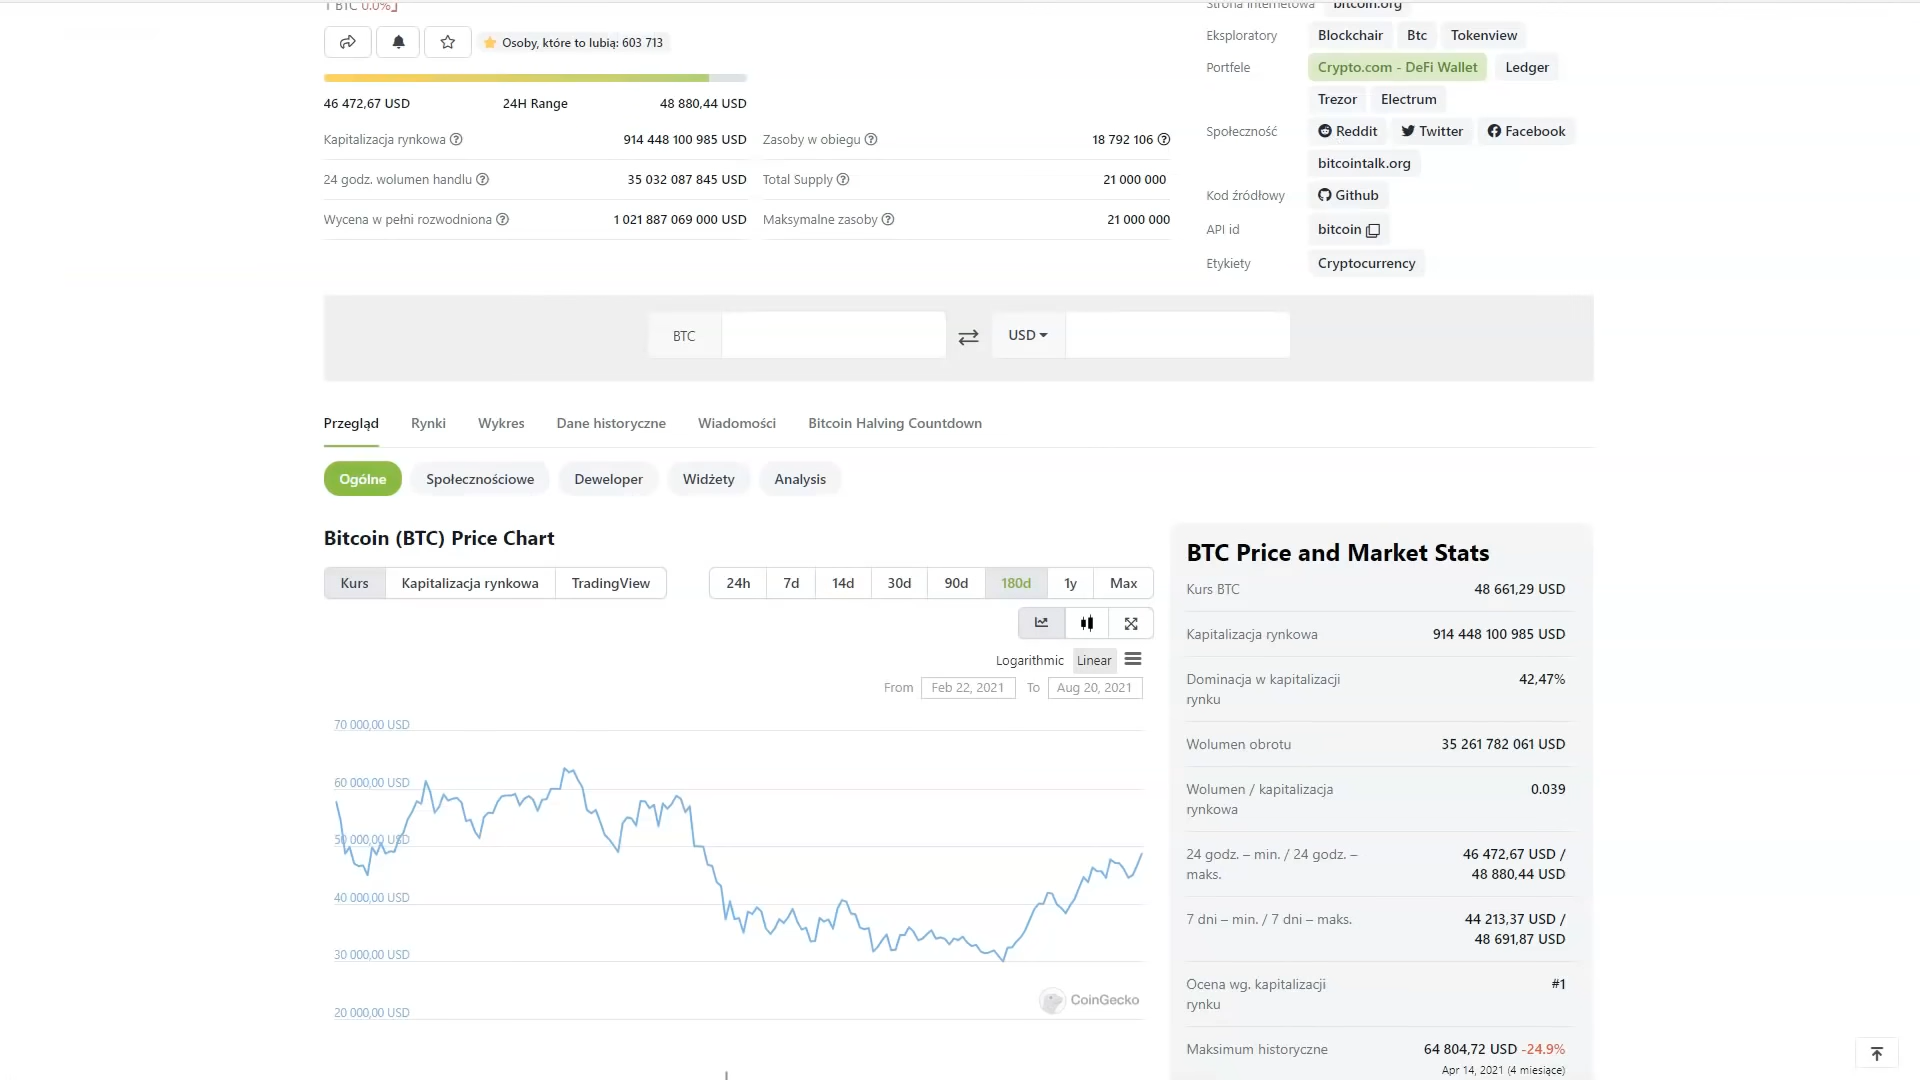 1 BTC 0.0%
Osoby, które to lubią: 603 713
46 472,67 USD 24H Range 48 880,44 USD
Kapitalizacja rynkowa 914 448 100 985 USD
24 godz. wolumen handlu 35 032 087 845 USD
Wycena w pełni rozwodniona 1 021 887 069 000 USD
Zasoby w obiegu 18 792 106
Total Supply 21 000 000
Maksymalne zasoby 21 000 000
Strona internetowa bitcoin.org
Eksploratory Blockchair Btc Tokenview
Portfele Crypto.com - DeFi Wallet Ledger
Trezor Electrum
Społeczność Reddit Twitter Facebook
bitcointalk.org
Kod źródłowy Github
API id bitcoin
Etykiety Cryptocurrency
BTC USD
Przegląd Rynki Wykres Dane historyczne Wiadomości Bitcoin Halving Countdown
Ogólne Społecznościowe Deweloper Widżety Analysis
Bitcoin (BTC) Price Chart
Kurs Kapitalizacja rynkowa TradingView 24h 7d 14d 30d 90d 180d 1y Max
Logarithmic Linear
From Feb 22, 2021 To Aug 20, 2021
70 000,00 USD
60 000,00 USD
50 000,00 USD
40 000,00 USD
30 000,00 USD
20 000,00 USD
CoinGecko
BTC Price and Market Stats
Kurs BTC 48 661,29 USD
Kapitalizacja rynkowa 914 448 100 985 USD
Dominacja w kapitalizacji 42,47%
rynku
Wolumen obrotu 35 261 782 061 USD
Wolumen / kapitalizacja 0.039
rynkowa
24 godz. – min. / 24 godz. – 46 472,67 USD /
maks. 48 880,44 USD
7 dni – min. / 7 dni – maks. 44 213,37 USD /
48 691,87 USD
Ocena wg. kapitalizacji #1
rynku
Maksimum historyczne 64 804,72 USD -24.9%
Apr 14, 2021 (4 miesiące)